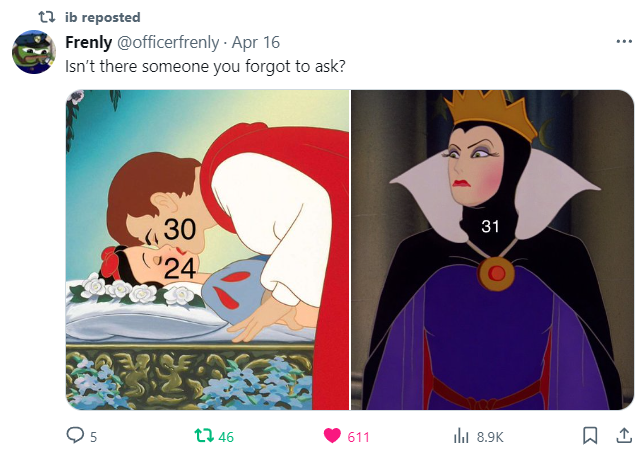 ib reposted
Frenly @officerfrenly · Apr 16
Isn't there someone you forgot to ask?
30
24
31
5
46
611
8.9K